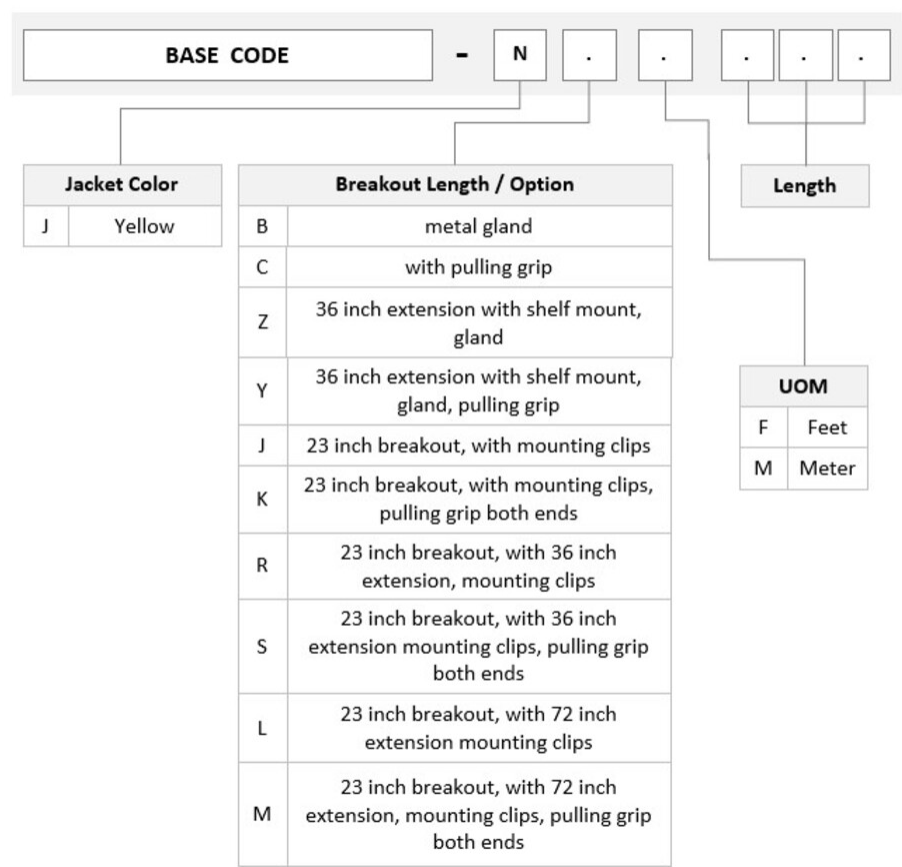 BASE CODE - N . . . . .
Jacket Color
J Yellow
Breakout Length / Option
B metal gland
C with pulling grip
Z 36 inch extension with shelf mount,
gland
Y 36 inch extension with shelf mount,
gland, pulling grip
J 23 inch breakout, with mounting clips
K 23 inch breakout, with mounting clips,
pulling grip both ends
R 23 inch breakout, with 36 inch
extension, mounting clips
S 23 inch breakout, with 36 inch
extension mounting clips, pulling grip
both ends
L 23 inch breakout, with 72 inch
extension mounting clips
M 23 inch breakout, with 72 inch
extension, mounting clips, pulling grip
both ends
Length
UOM
F Feet
M Meter